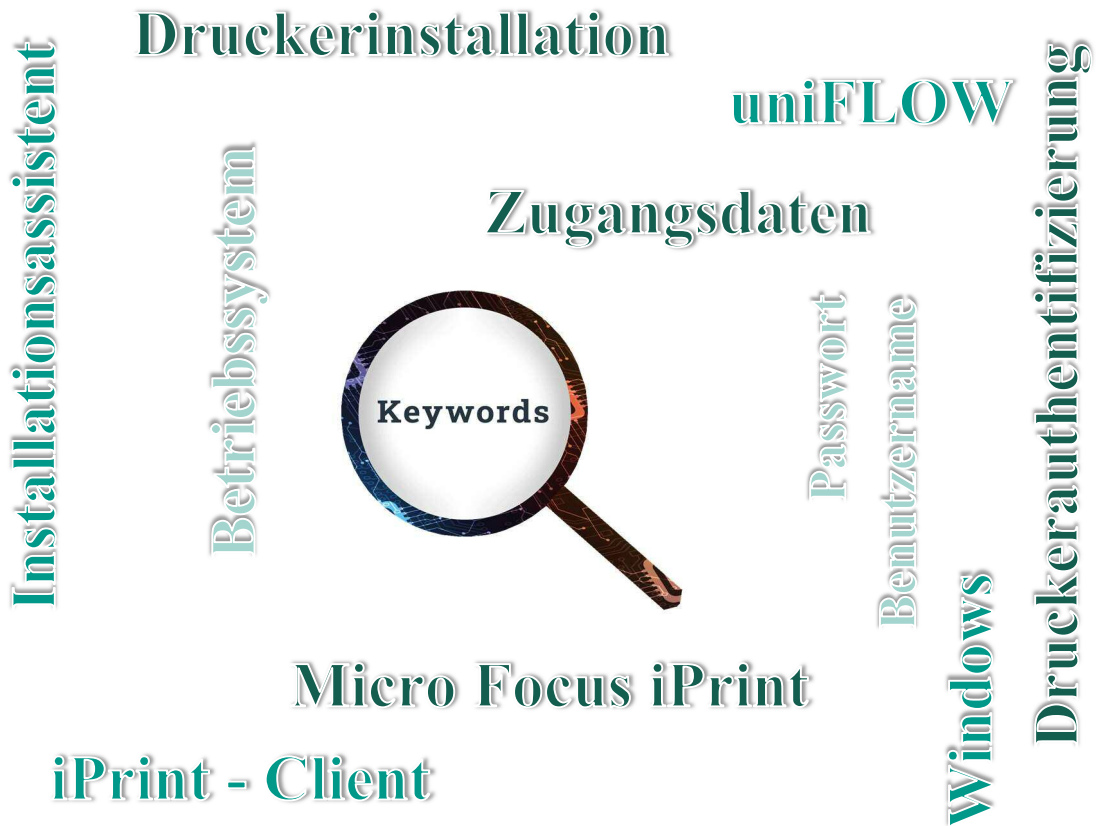 Druckerinstallation
uniFLOW
Installationsassistent
Betriebssystem
Zugangsdaten
Druckerauthentifizierung
Passwort
Benutzername
Keywords
Windows
Micro Focus iPrint
iPrint - Client